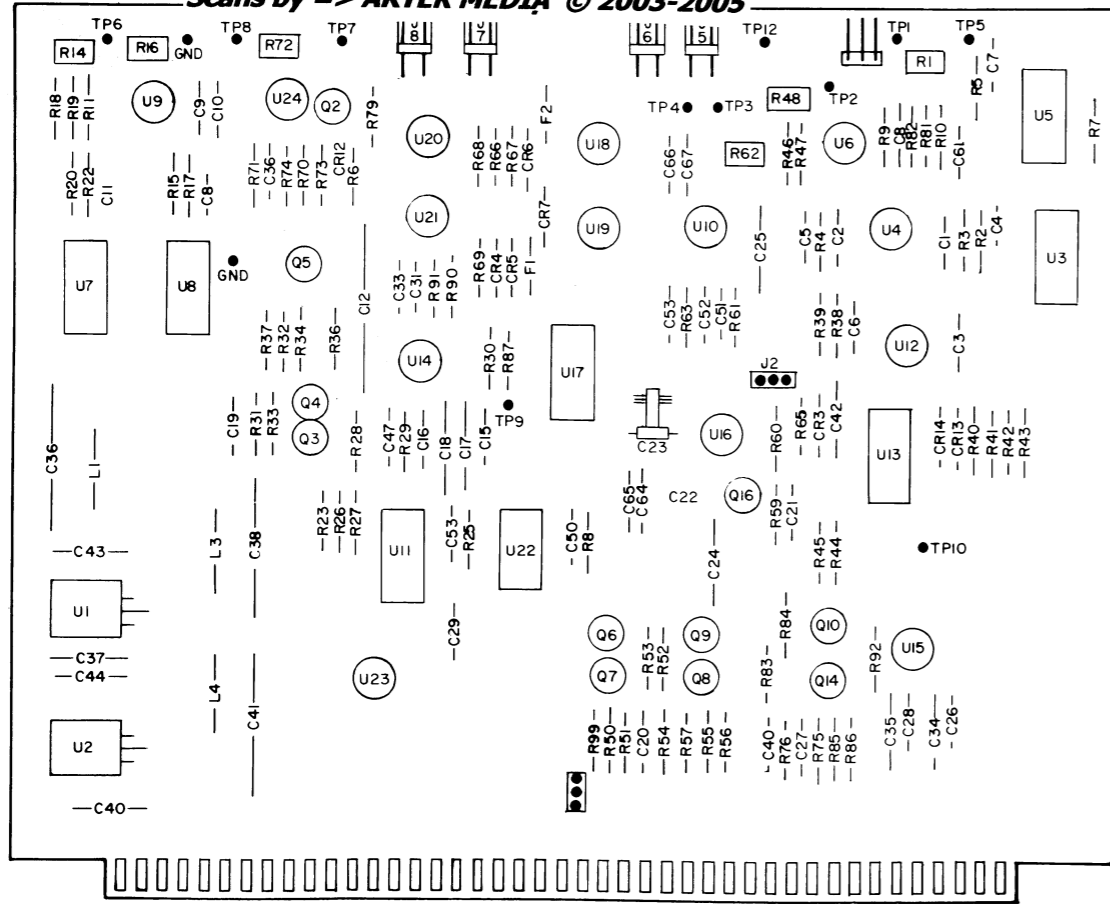 Scans by => ARTEK MEDIA © 2003-2005
TP6
TP8
TP7
8
7
6
5
TP12
TP1
TP5
R14
R16
GND
R72
R1
C7
R18
R19
R11
U9
C9
C10
U24
Q2
R79
U20
F2
TP4
TP3
R48
TP2
R5
U5
R7
R68
R66
R67
CR6
U18
C66
C67
R62
R46
R47
U6
R9
C8
R82
R81
R10
C61
R20
R22
C11
R15
R17
C8
R71
C36
R74
R70
R73
CR12
R6
U21
CR7
U19
U10
C25
C5
R4
C2
U4
C1
R3
R2
C4
U3
U7
U8
GND
Q5
C12
C33
C31
R91
R90
R69
CR4
CR5
F1
C53
R63
C52
C51
R61
R39
R38
C6
U12
C3
R37
R32
R34
R36
U14
R30
R87
U17
J2
C36
L1
C19
R31
R33
Q4
Q3
R28
C47
R29
C16
C18
C17
C15
TP9
C23
U16
R60
R65
CR3
C42
U13
CR14
CR13
R40
R41
R42
R43
C65
C64
C22
Q16
R59
C21
C43
L3
C38
R23
R26
R27
U11
C53
R25
U22
C50
R8
C24
R45
R44
TP10
U1
C29
Q6
Q9
R84
Q10
C37
C44
L4
C41
U23
Q7
R53
R52
Q8
R83
Q14
R92
U15
U2
R99
R50
R51
C20
R54
R57
R55
R56
C40
R76
C27
R75
R85
R86
C35
C28
C34
C26
C40